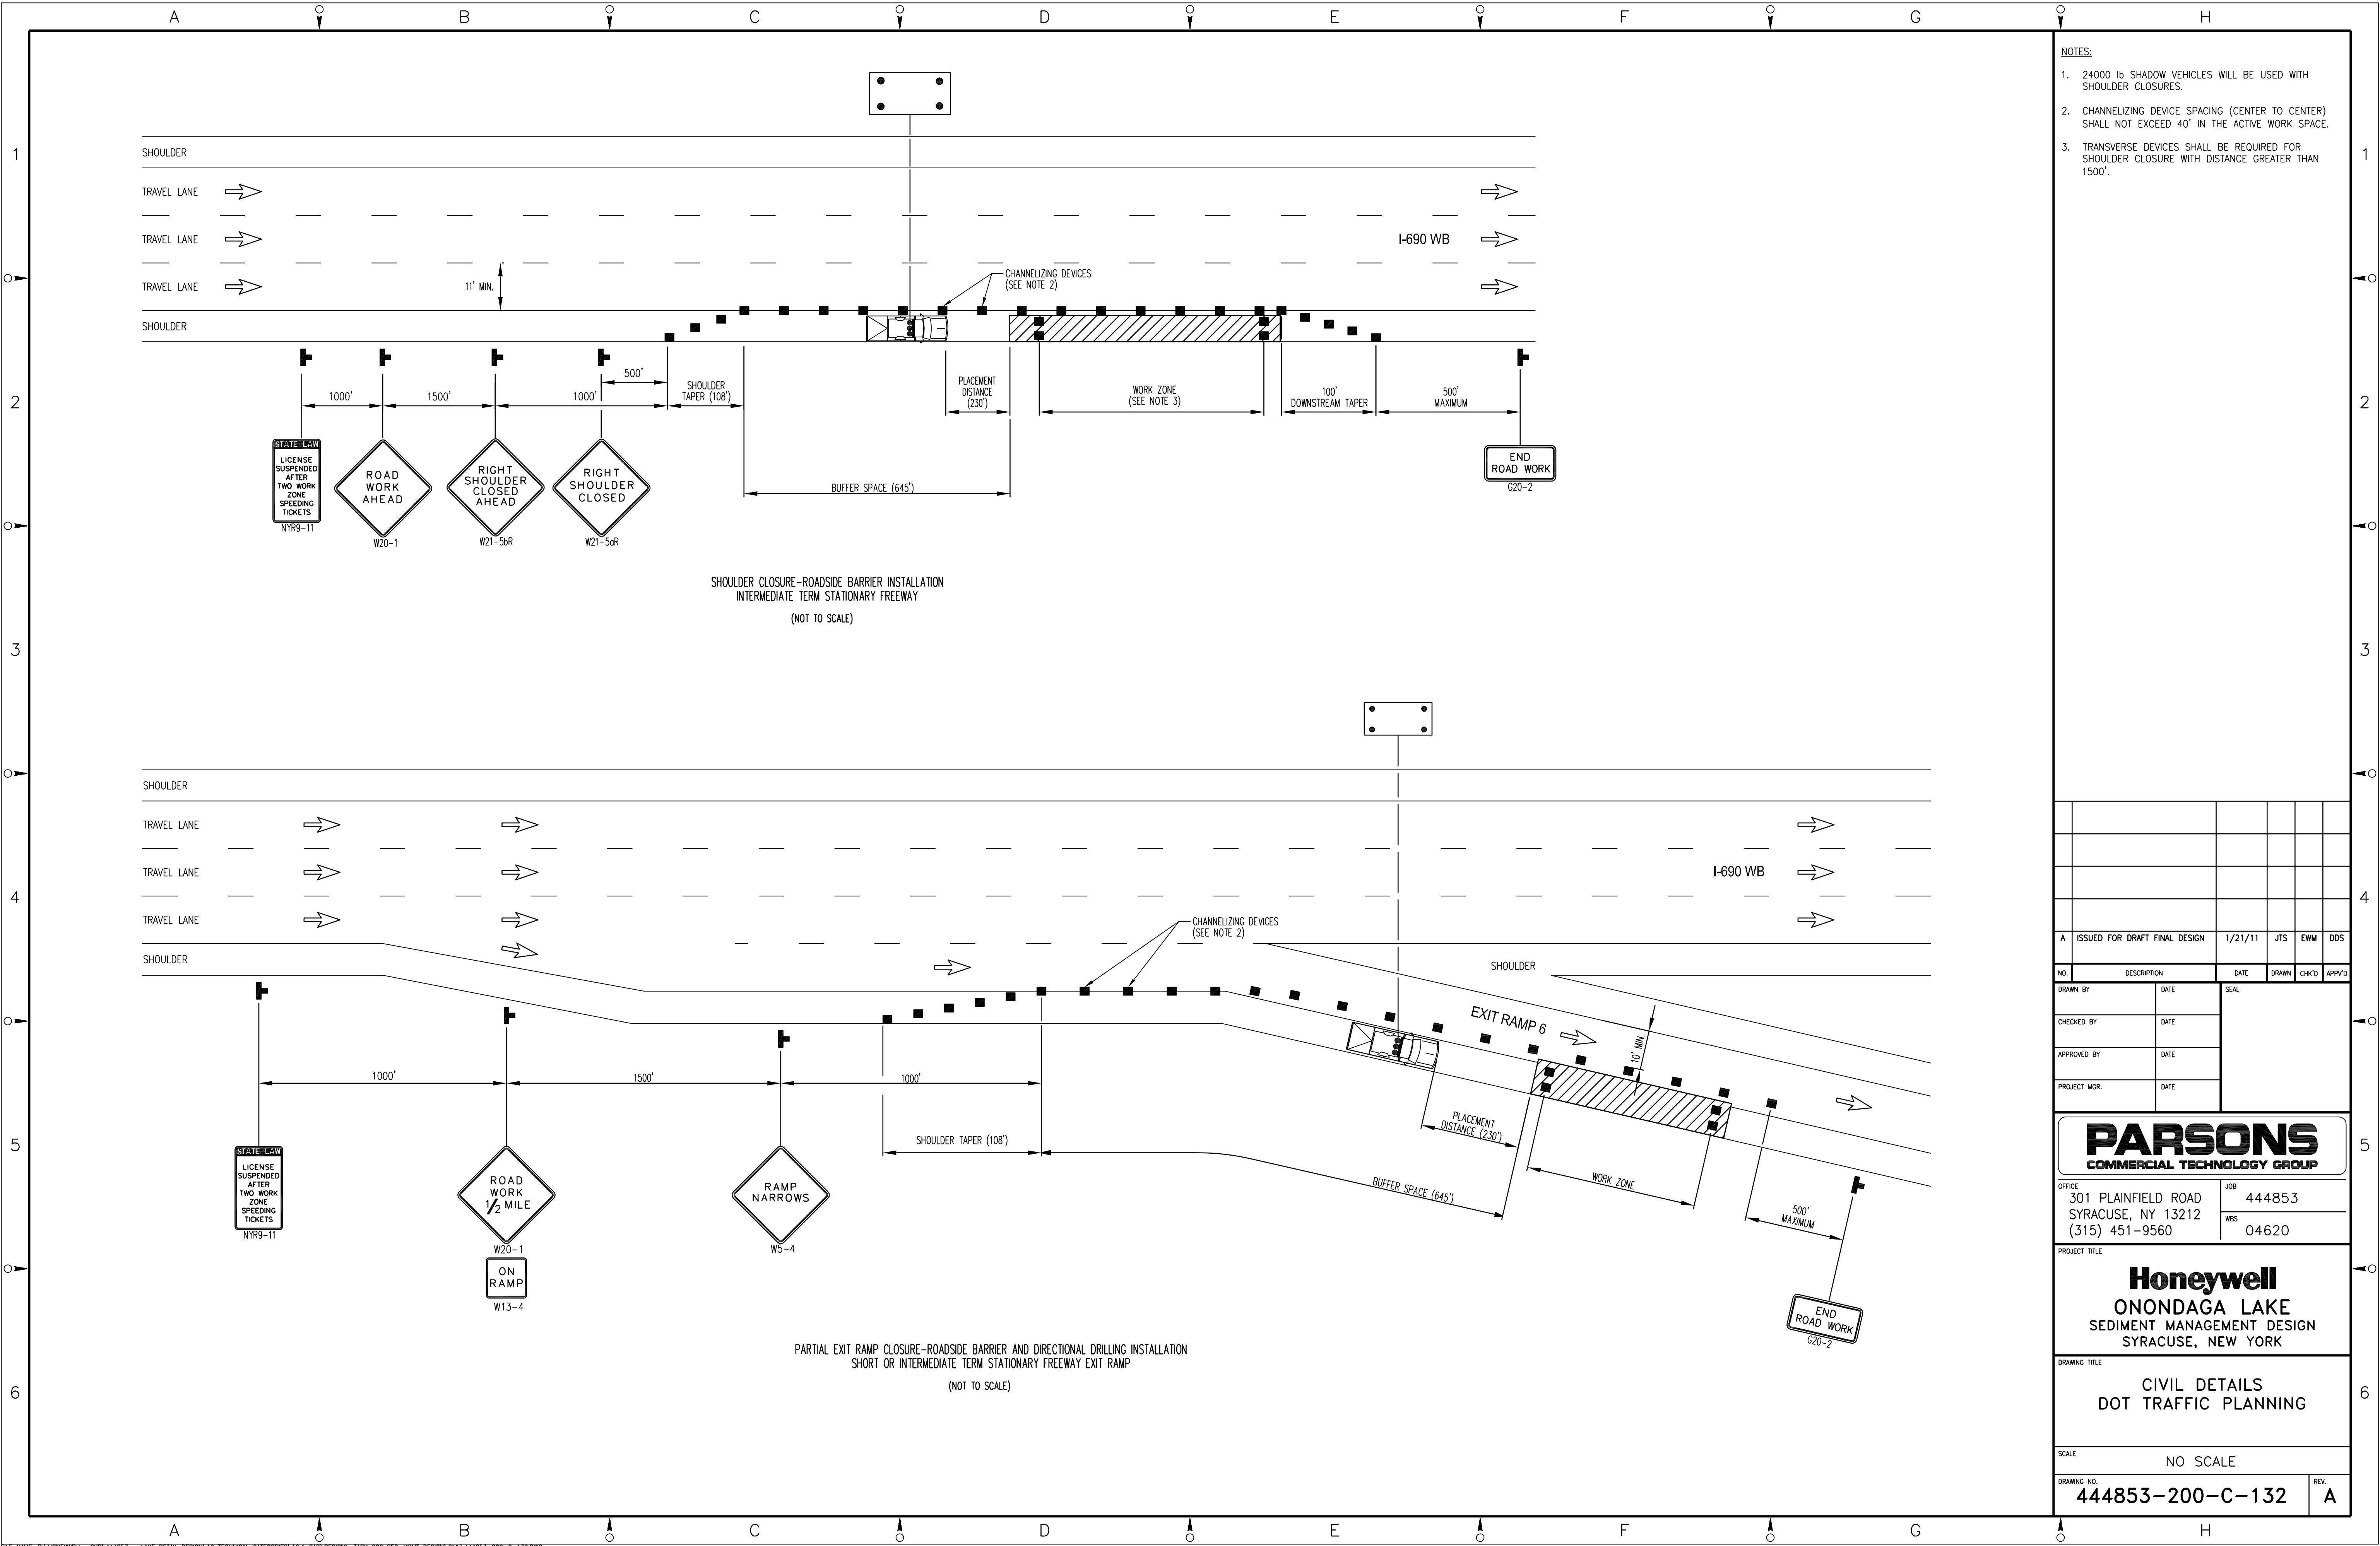 A B C D E F G H
NOTES:
1. 24000 lb SHADOW VEHICLES WILL BE USED WITH
SHOULDER CLOSURES.
2. CHANNELIZING DEVICE SPACING (CENTER TO CENTER)
SHALL NOT EXCEED 40' IN THE ACTIVE WORK SPACE.
3. TRANSVERSE DEVICES SHALL BE REQUIRED FOR
SHOULDER CLOSURE WITH DISTANCE GREATER THAN
1500'.
1
1
SHOULDER
TRAVEL LANE
TRAVEL LANE
I-690 WB
TRAVEL LANE
11' MIN.
CHANNELIZING DEVICES
(SEE NOTE 2)
SHOULDER
2
2
1000'
1500'
1000'
500'
SHOULDER
TAPER (108')
PLACEMENT
DISTANCE
(230')
WORK ZONE
(SEE NOTE 3)
100'
DOWNSTREAM TAPER
500'
MAXIMUM
BUFFER SPACE (645')
STATE LAW
LICENSE
SUSPENDED
AFTER
TWO WORK
ZONE
SPEEDING
TICKETS
NYR9-11
ROAD
WORK
AHEAD
W20-1
RIGHT
SHOULDER
CLOSED
AHEAD
W21-5bR
RIGHT
SHOULDER
CLOSED
W21-5aR
END
ROAD WORK
G20-2
SHOULDER CLOSURE-ROADSIDE BARRIER INSTALLATION
INTERMEDIATE TERM STATIONARY FREEWAY
(NOT TO SCALE)
3
3
SHOULDER
TRAVEL LANE
TRAVEL LANE
I-690 WB
4
4
TRAVEL LANE
CHANNELIZING DEVICES
(SEE NOTE 2)
SHOULDER
SHOULDER
EXIT RAMP 6
10' MIN.
1000'
1500'
1000'
SHOULDER TAPER (108')
PLACEMENT
DISTANCE (230')
BUFFER SPACE (645')
WORK ZONE
500'
MAXIMUM
5
5
STATE LAW
LICENSE
SUSPENDED
AFTER
TWO WORK
ZONE
SPEEDING
TICKETS
NYR9-11
ROAD
WORK
1/2 MILE
W20-1
ON
RAMP
W13-4
RAMP
NARROWS
W5-4
END
ROAD WORK
G20-2
PARTIAL EXIT RAMP CLOSURE-ROADSIDE BARRIER AND DIRECTIONAL DRILLING INSTALLATION
SHORT OR INTERMEDIATE TERM STATIONARY FREEWAY EXIT RAMP
(NOT TO SCALE)
6
6
A ISSUED FOR DRAFT FINAL DESIGN 1/21/11 JTS EWM DDS
NO. DESCRIPTION DATE DRAWN CHK'D APPV'D
DRAWN BY DATE SEAL
CHECKED BY DATE
APPROVED BY DATE
PROJECT MGR. DATE
PARSONS
COMMERCIAL TECHNOLOGY GROUP
OFFICE
301 PLAINFIELD ROAD
SYRACUSE, NY 13212
(315) 451-9560
JOB
444853
WBS
04620
PROJECT TITLE
Honeywell
ONONDAGA LAKE
SEDIMENT MANAGEMENT DESIGN
SYRACUSE, NEW YORK
DRAWING TITLE
CIVIL DETAILS
DOT TRAFFIC PLANNING
SCALE
NO SCALE
DRAWING NO.
444853-200-C-132
REV.
A
A B C D E F G H